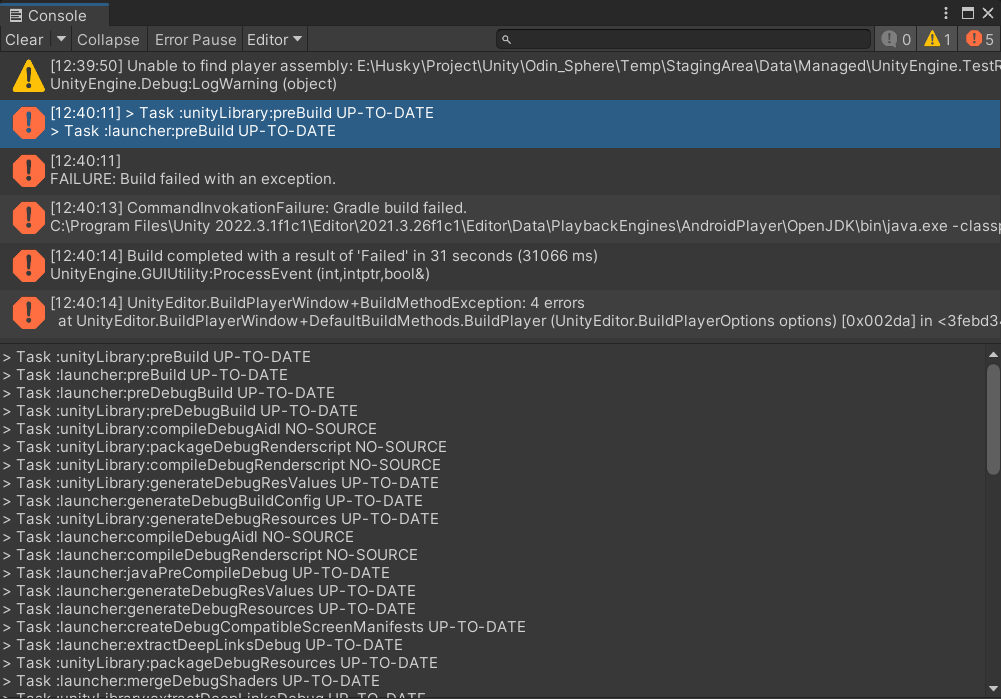 Console
Clear Collapse Error Pause Editor 0 1 5
[12:39:50] Unable to find player assembly: E:\Husky\Project\Unity\Odin_Sphere\Temp\StagingArea\Data\Managed\UnityEngine.TestR
UnityEngine.Debug:LogWarning (object)
[12:40:11] > Task :unityLibrary:preBuild UP-TO-DATE
> Task :launcher:preBuild UP-TO-DATE
[12:40:11]
FAILURE: Build failed with an exception.
[12:40:13] CommandInvokationFailure: Gradle build failed.
C:\Program Files\Unity 2022.3.1f1c1\Editor\2021.3.26f1c1\Editor\Data\PlaybackEngines\AndroidPlayer\OpenJDK\bin\java.exe -classp
[12:40:14] Build completed with a result of 'Failed' in 31 seconds (31066 ms)
UnityEngine.GUIUtility:ProcessEvent (int,intptr,bool&)
[12:40:14] UnityEditor.BuildPlayerWindow+BuildMethodException: 4 errors
at UnityEditor.BuildPlayerWindow+DefaultBuildMethods.BuildPlayer (UnityEditor.BuildPlayerOptions options) [0x002da] in <3febd34
> Task :unityLibrary:preBuild UP-TO-DATE
> Task :launcher:preBuild UP-TO-DATE
> Task :launcher:preDebugBuild UP-TO-DATE
> Task :unityLibrary:preDebugBuild UP-TO-DATE
> Task :unityLibrary:compileDebugAidl NO-SOURCE
> Task :unityLibrary:packageDebugRenderscript NO-SOURCE
> Task :unityLibrary:compileDebugRenderscript NO-SOURCE
> Task :unityLibrary:generateDebugResValues UP-TO-DATE
> Task :launcher:generateDebugBuildConfig UP-TO-DATE
> Task :unityLibrary:generateDebugResources UP-TO-DATE
> Task :launcher:compileDebugAidl NO-SOURCE
> Task :launcher:compileDebugRenderscript NO-SOURCE
> Task :launcher:javaPreCompileDebug UP-TO-DATE
> Task :launcher:generateDebugResValues UP-TO-DATE
> Task :launcher:generateDebugResources UP-TO-DATE
> Task :launcher:createDebugCompatibleScreenManifests UP-TO-DATE
> Task :launcher:extractDeepLinksDebug UP-TO-DATE
> Task :unityLibrary:packageDebugResources UP-TO-DATE
> Task :launcher:mergeDebugShaders UP-TO-DATE
> Task :unityLibrary:extractDeepLinksDebug UP-TO-DATE